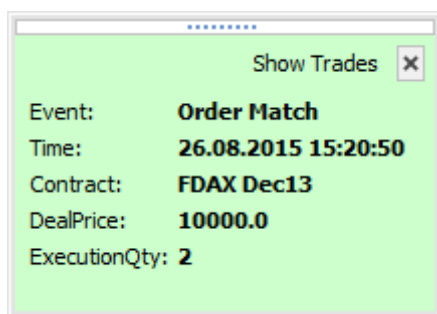 Show Trades
Event: Order Match
Time: 26.08.2015 15:20:50
Contract: FDAX Dec13
DealPrice: 10000.0
ExecutionQty: 2